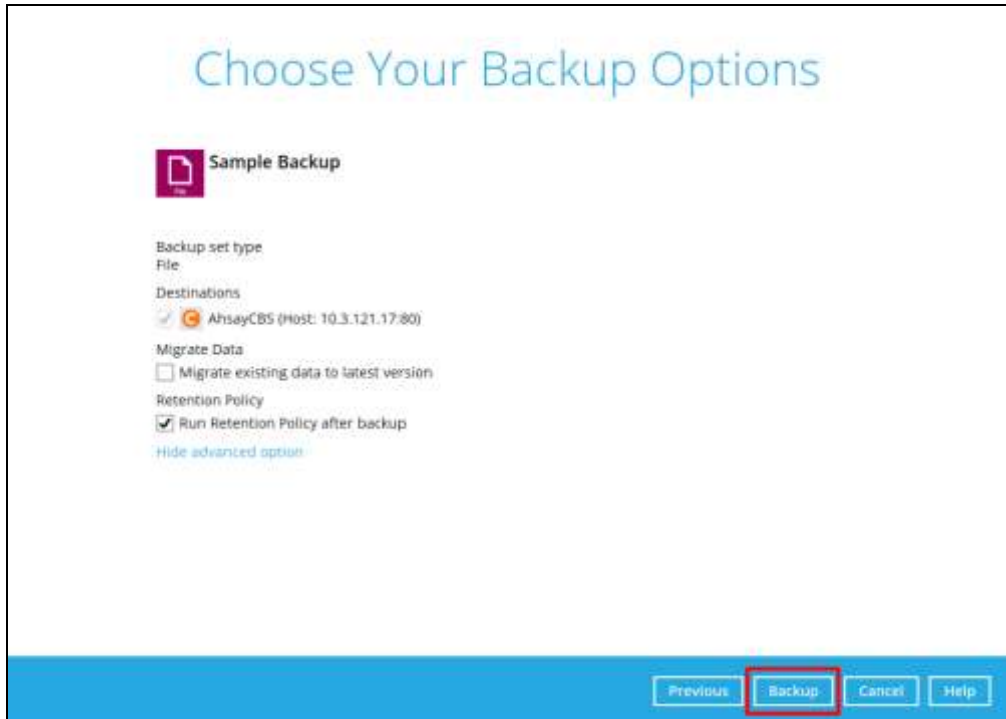 Choose Your Backup Options
Sample Backup
File
Backup set type
File
Destinations
AhsayCBS (Host: 10.3.121.17:80)
Migrate Data
Migrate existing data to latest version
Retention Policy
Run Retention Policy after backup
Hide advanced option
Previous Backup Cancel Help